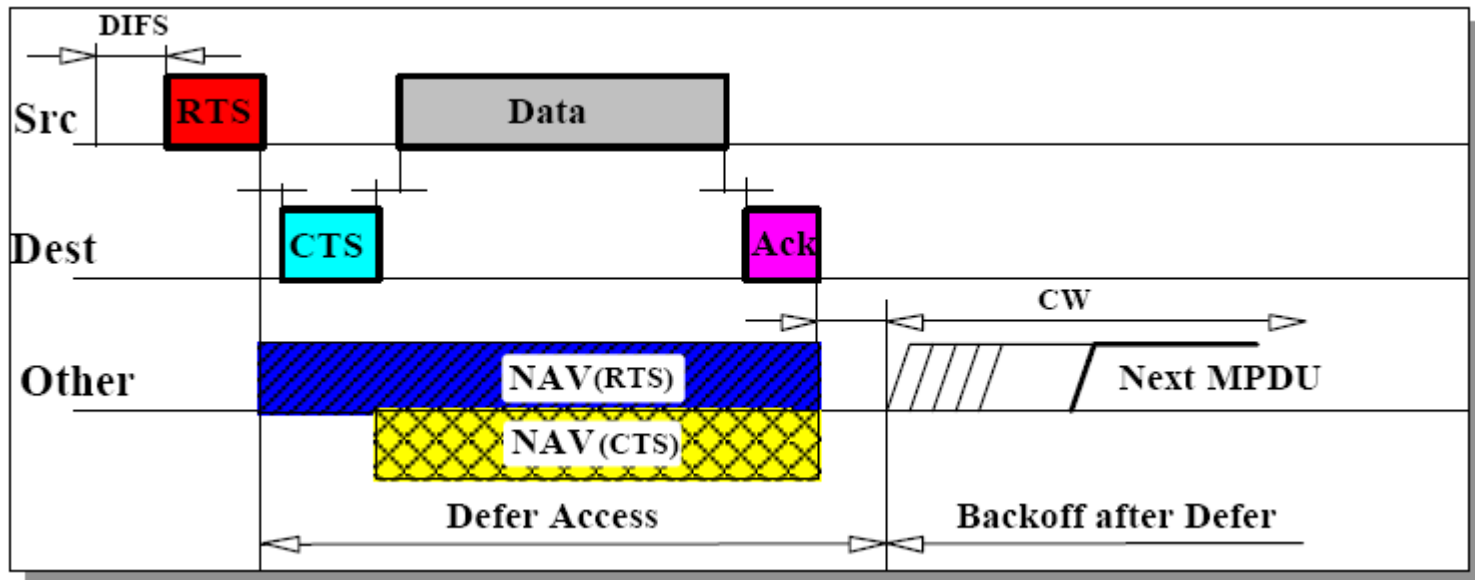 DIFS
Src
RTS
Data
Dest
CTS
Ack
CW
Other
NAV(RTS)
Next MPDU
NAV(CTS)
Defer Access
Backoff after Defer